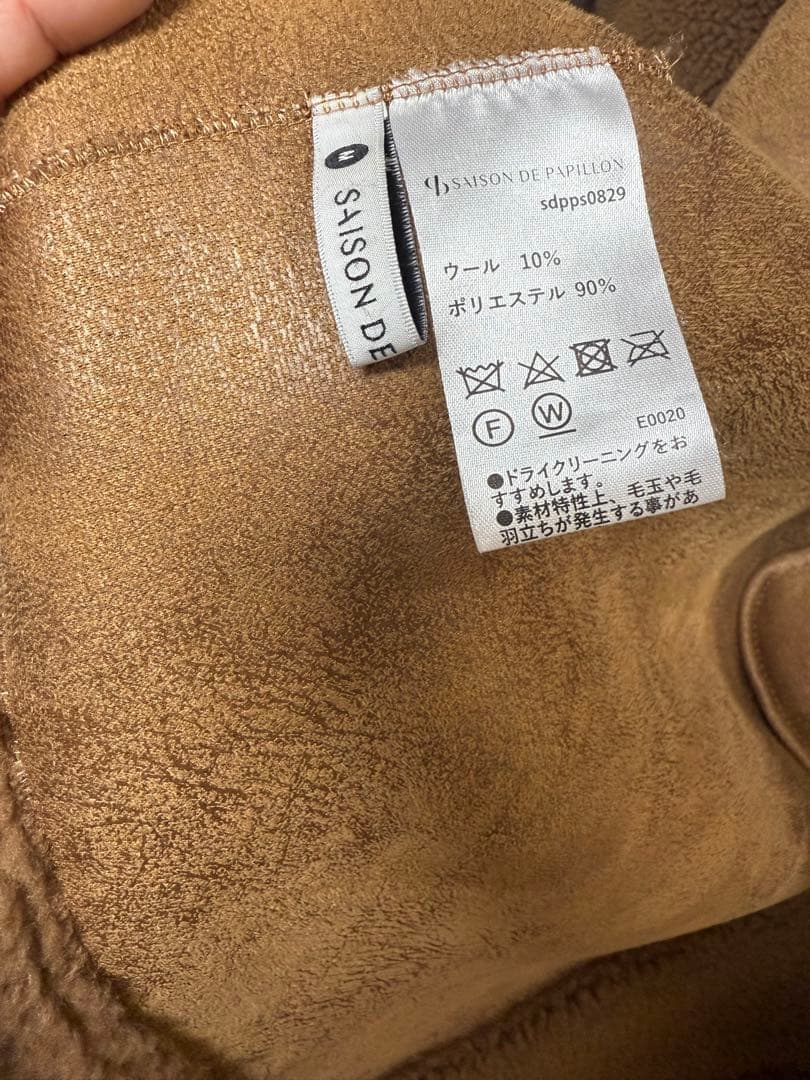 M
SAISON DE
SAISON DE PAPILLON
sdpps0829
ウール 10%
ポリエステル 90%
F
W
E0020
●ドライクリーニングをお
すすめします。
●素材特性上、毛玉や毛
羽立ちが発生する事があ